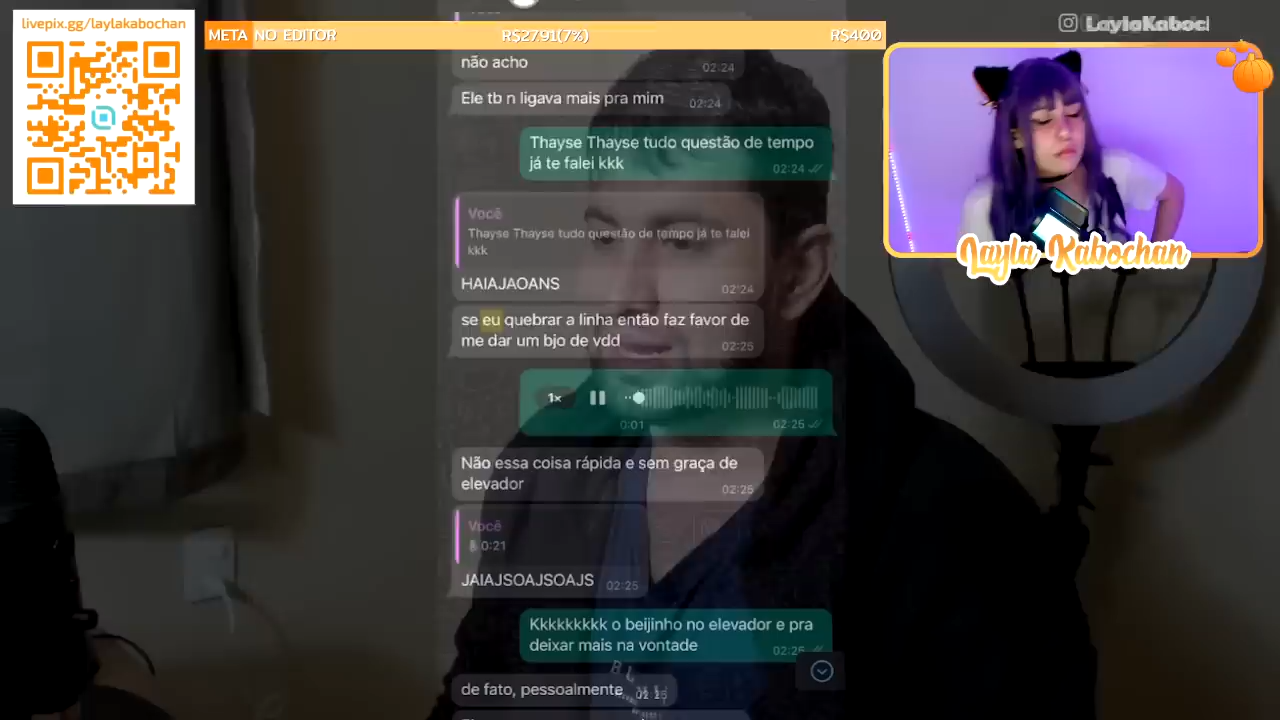 livepix.gg/laylakabochan
META NO EDITOR
R$27.91(7%)
R$400
não acho
02:24
Ele tb n ligava mais pra mim
02:24
Thayse Thayse tudo questão de tempo
já te falei kkk
02:24
Você
Thayse Thayse tudo questão de tempo já te falei
kkk
HAIAJAOANS
02:24
se eu quebrar a linha então faz favor de
me dar um bjo de vdd
02:25
1×
0:01
02:25
Não essa coisa rápida e sem graça de
elevador
02:25
Você
0:21
JAIAJSOAJSOAJS
02:25
Kkkkkkkkk o beijinho no elevador e pra
deixar mais na vontade
02:25
de fato, pessoalmente
02:25
Layla Kabochan